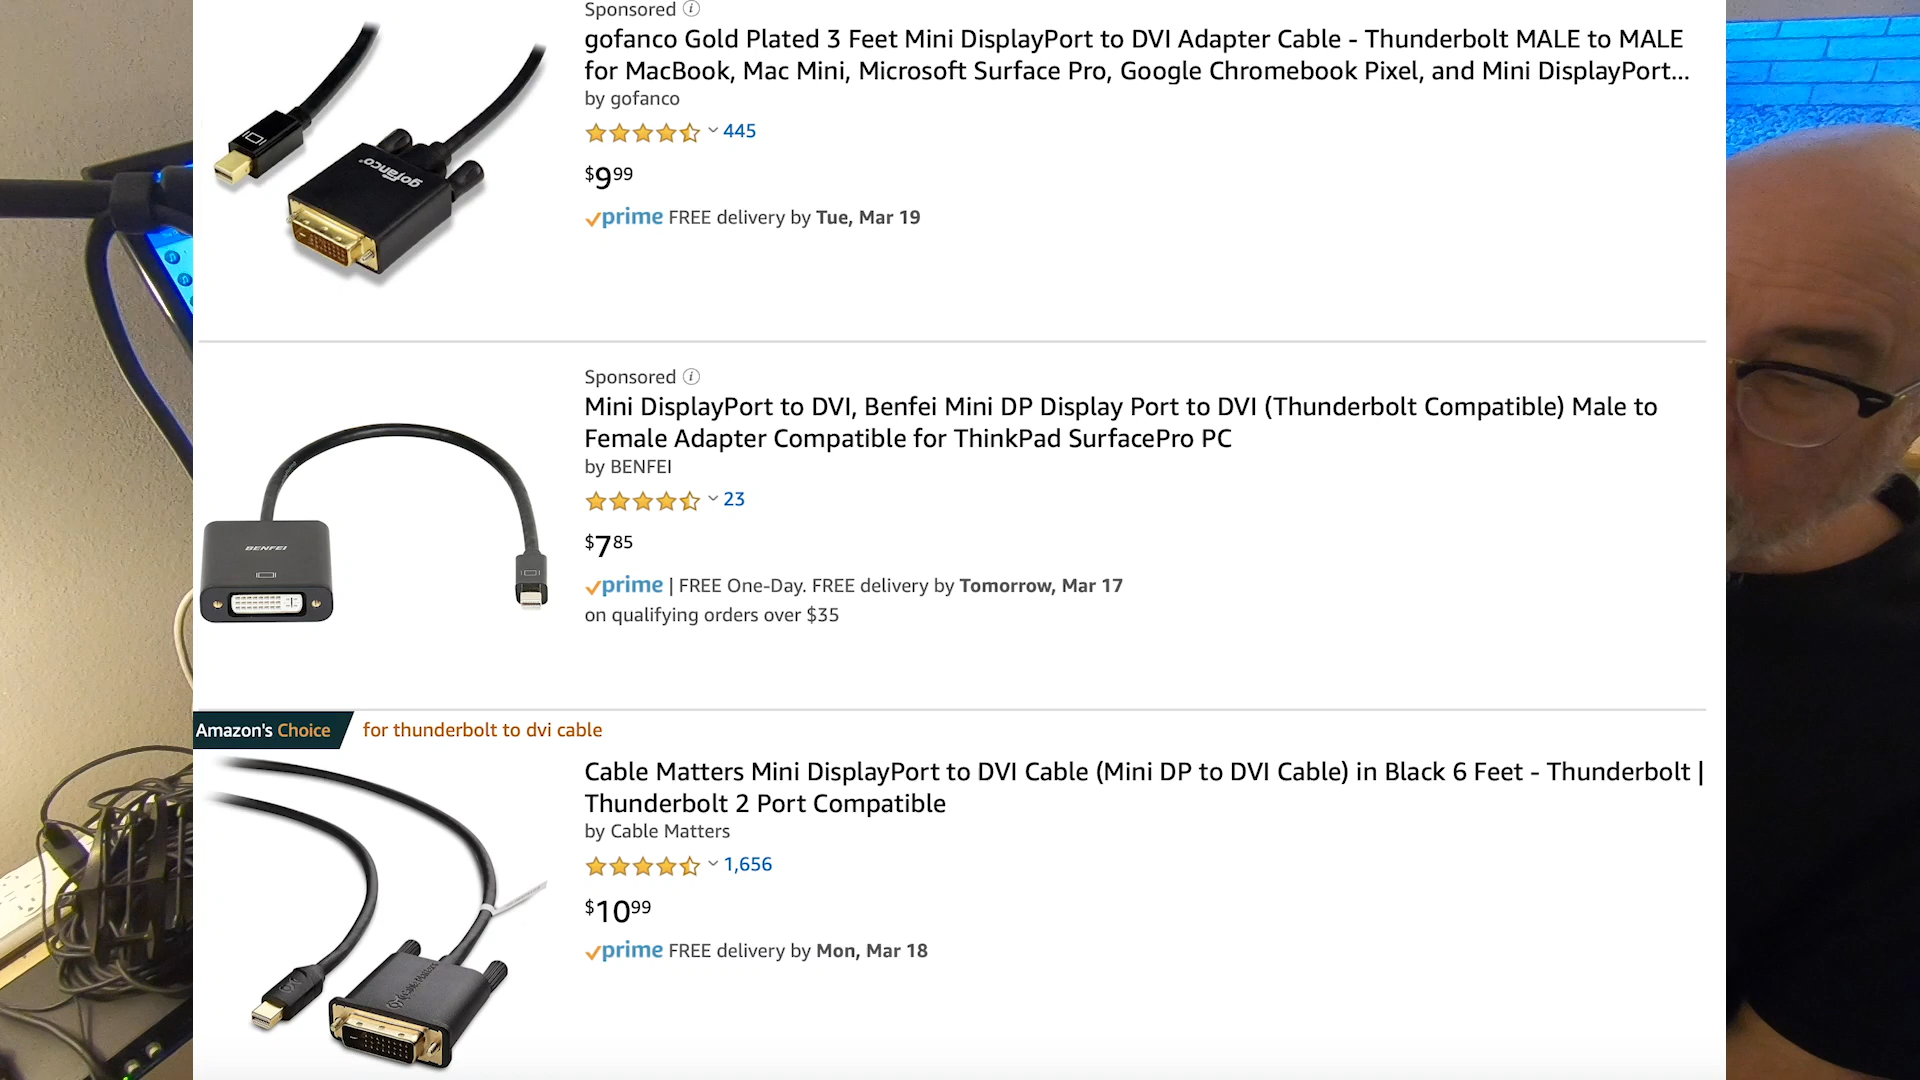 Sponsored
gofanco Gold Plated 3 Feet Mini DisplayPort to DVI Adapter Cable - Thunderbolt MALE to MALE
for MacBook, Mac Mini, Microsoft Surface Pro, Google Chromebook Pixel, and Mini DisplayPort...
by gofanco
445
$9.99
prime FREE delivery by Tue, Mar 19
gofanco
Sponsored
Mini DisplayPort to DVI, Benfei Mini DP Display Port to DVI (Thunderbolt Compatible) Male to
Female Adapter Compatible for ThinkPad SurfacePro PC
by BENFEI
23
$7.85
prime | FREE One-Day. FREE delivery by Tomorrow, Mar 17
on qualifying orders over $35
BENFEI
Amazon's Choice for thunderbolt to dvi cable
Cable Matters Mini DisplayPort to DVI Cable (Mini DP to DVI Cable) in Black 6 Feet - Thunderbolt |
Thunderbolt 2 Port Compatible
by Cable Matters
1,656
$10.99
prime FREE delivery by Mon, Mar 18
Cable Matters